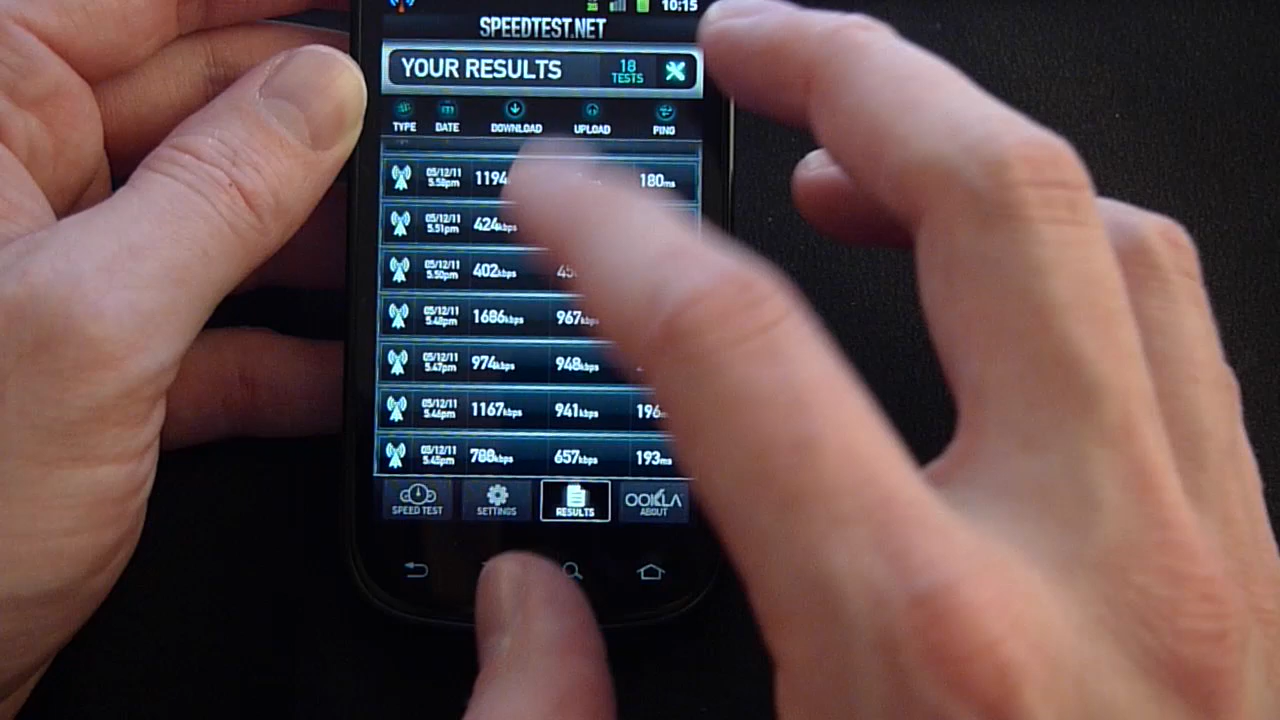 10:15
SPEEDTEST.NET
YOUR RESULTS 18 TESTS
TYPE DATE DOWNLOAD UPLOAD PING
05/12/11 5:58pm 1194 180ms
05/12/11 5:51pm 424kbps
05/12/11 5:50pm 402kbps
05/12/11 5:48pm 1686kbps 967kbps
05/12/11 5:47pm 974kbps 948kbps
05/12/11 5:46pm 1167kbps 941kbps 196
05/12/11 5:45pm 788kbps 657kbps 193ms
SPEED TEST SETTINGS RESULTS OOKLA ABOUT